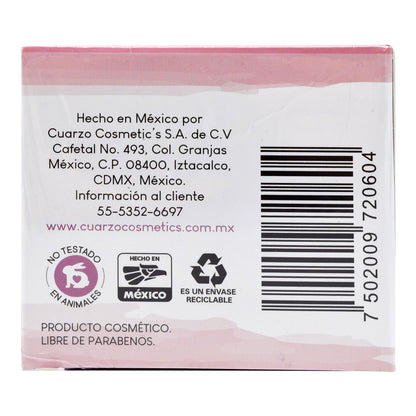 Hecho en México por
Cuarzo Cosmetic's S.A. de C.V
Cafetal No. 493, Col. Granjas
México, C.P. 08400, Iztacalco,
CDMX, México.
Información al cliente
55-5352-6697
www.cuarzocosmetics.com.mx
NO TESTADO
EN ANIMALES
HECHO EN
MÉXICO
ES UN ENVASE
RECICLABLE
PRODUCTO COSMÉTICO.
LIBRE DE PARABENOS.
7 502009 720604